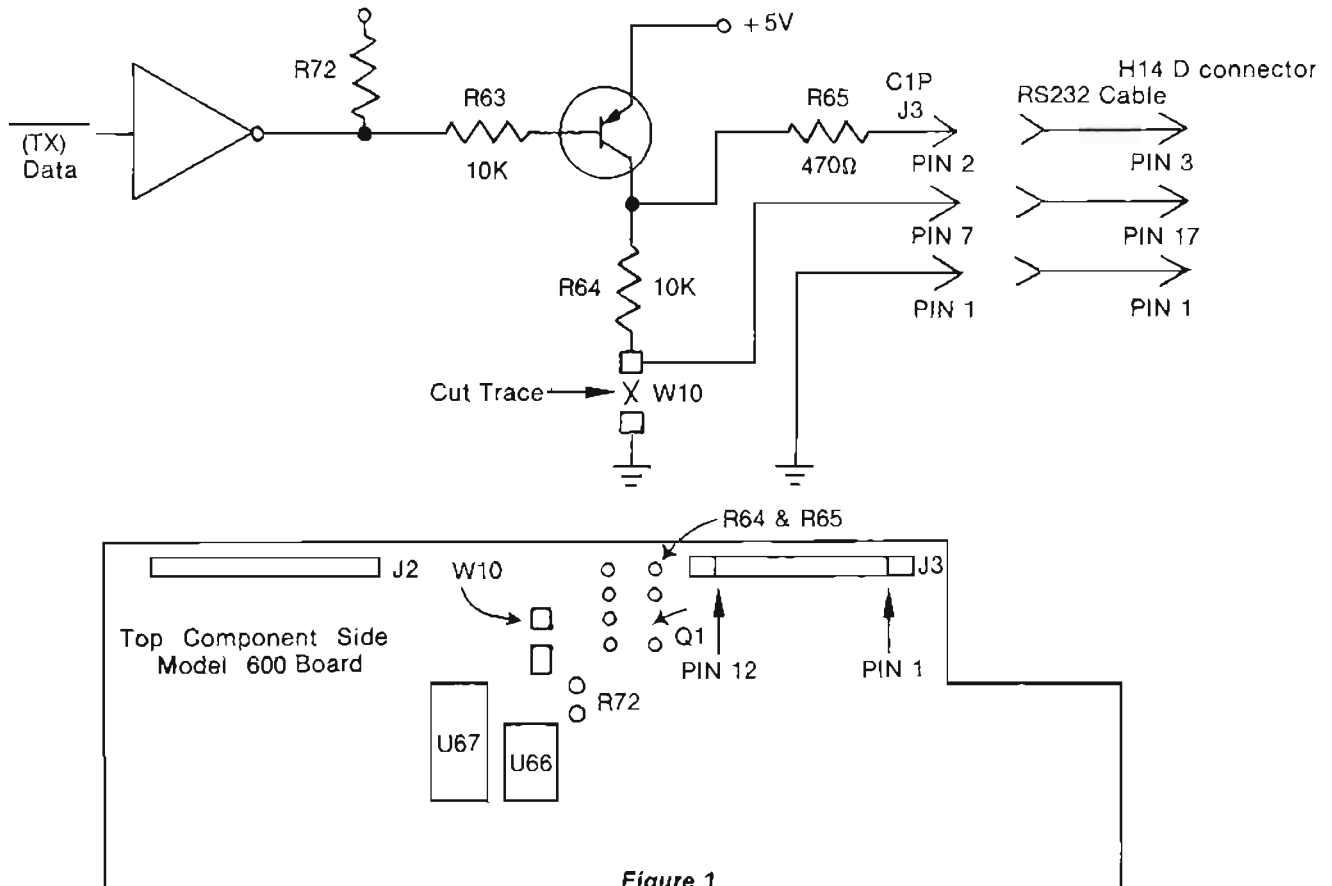 +5V
R72
H14 D connector
C1P
RS232 Cable
R63
R65
J3
(TX)
Data
10K
470Ω
PIN 2
PIN 3
PIN 7
PIN 17
R64
10K
PIN 1
PIN 1
Cut Trace
X
W10
R64 & R65
J2
W10
J3
Top Component Side
Model 600 Board
Q1
PIN 12
PIN 1
R72
U67
U66
Figure 1